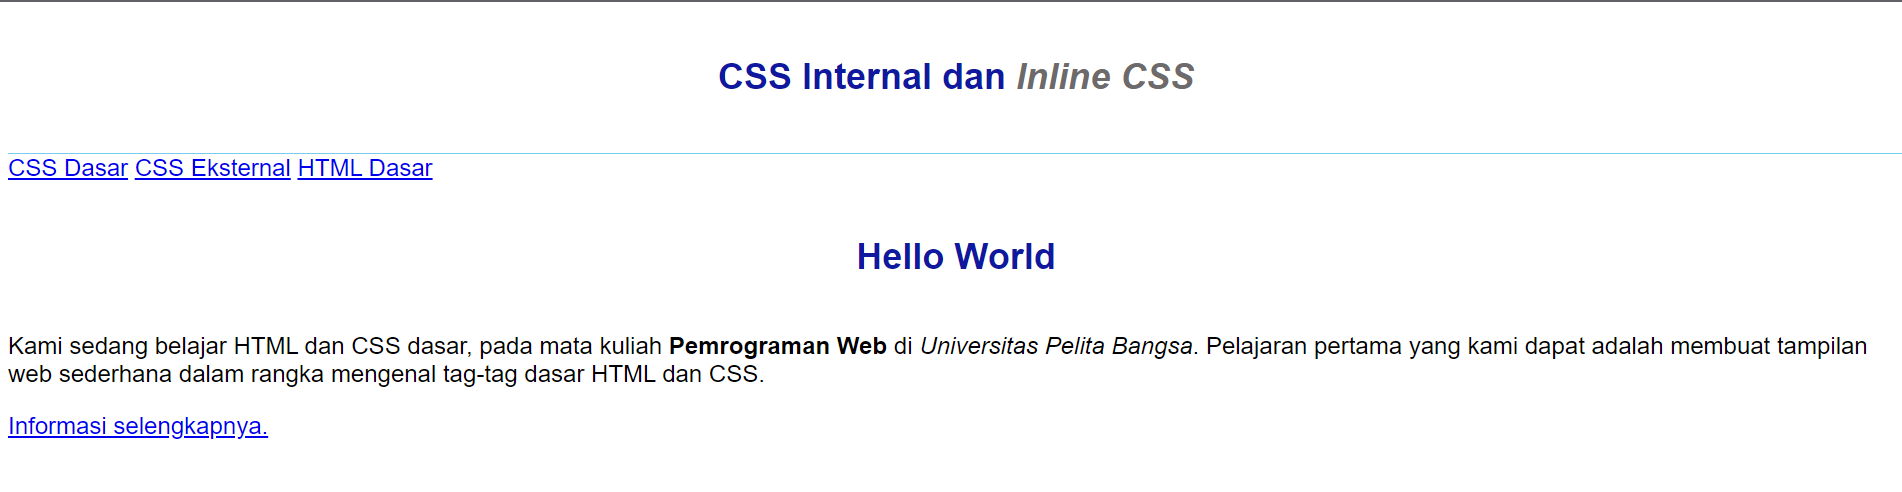 CSS Internal dan Inline CSS
CSS Dasar CSS Eksternal HTML Dasar
Hello World
Kami sedang belajar HTML dan CSS dasar, pada mata kuliah Pemrograman Web di Universitas Pelita Bangsa. Pelajaran pertama yang kami dapat adalah membuat tampilan
web sederhana dalam rangka mengenal tag-tag dasar HTML dan CSS.
Informasi selengkapnya.